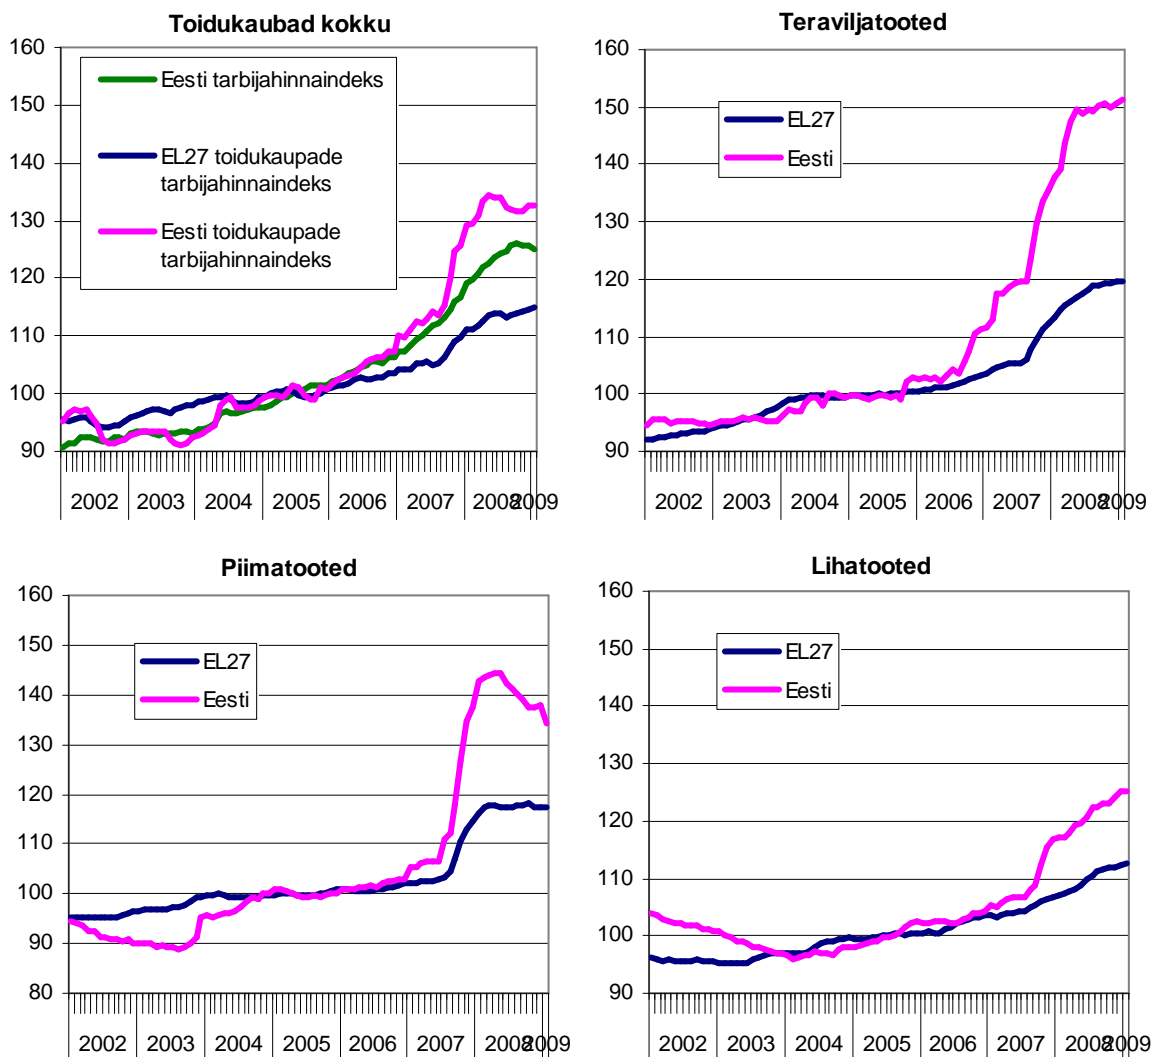 Toidukaubad kokku
160
150
140
130
120
110
100
90
Eesti tarbijahinnaindeks
EL27 toidukaupade
tarbijahinnaindeks
Eesti toidukaupade
tarbijahinnaindeks
2002 2003 2004 2005 2006 2007 2008 2009
Teraviljatooted
160
150
140
130
120
110
100
90
EL27
Eesti
2002 2003 2004 2005 2006 2007 2008 2009
Piimatooted
160
150
140
130
120
110
100
90
80
EL27
Eesti
2002 2003 2004 2005 2006 2007 2008 2009
Lihatooted
160
150
140
130
120
110
100
90
EL27
Eesti
2002 2003 2004 2005 2006 2007 2008 2009